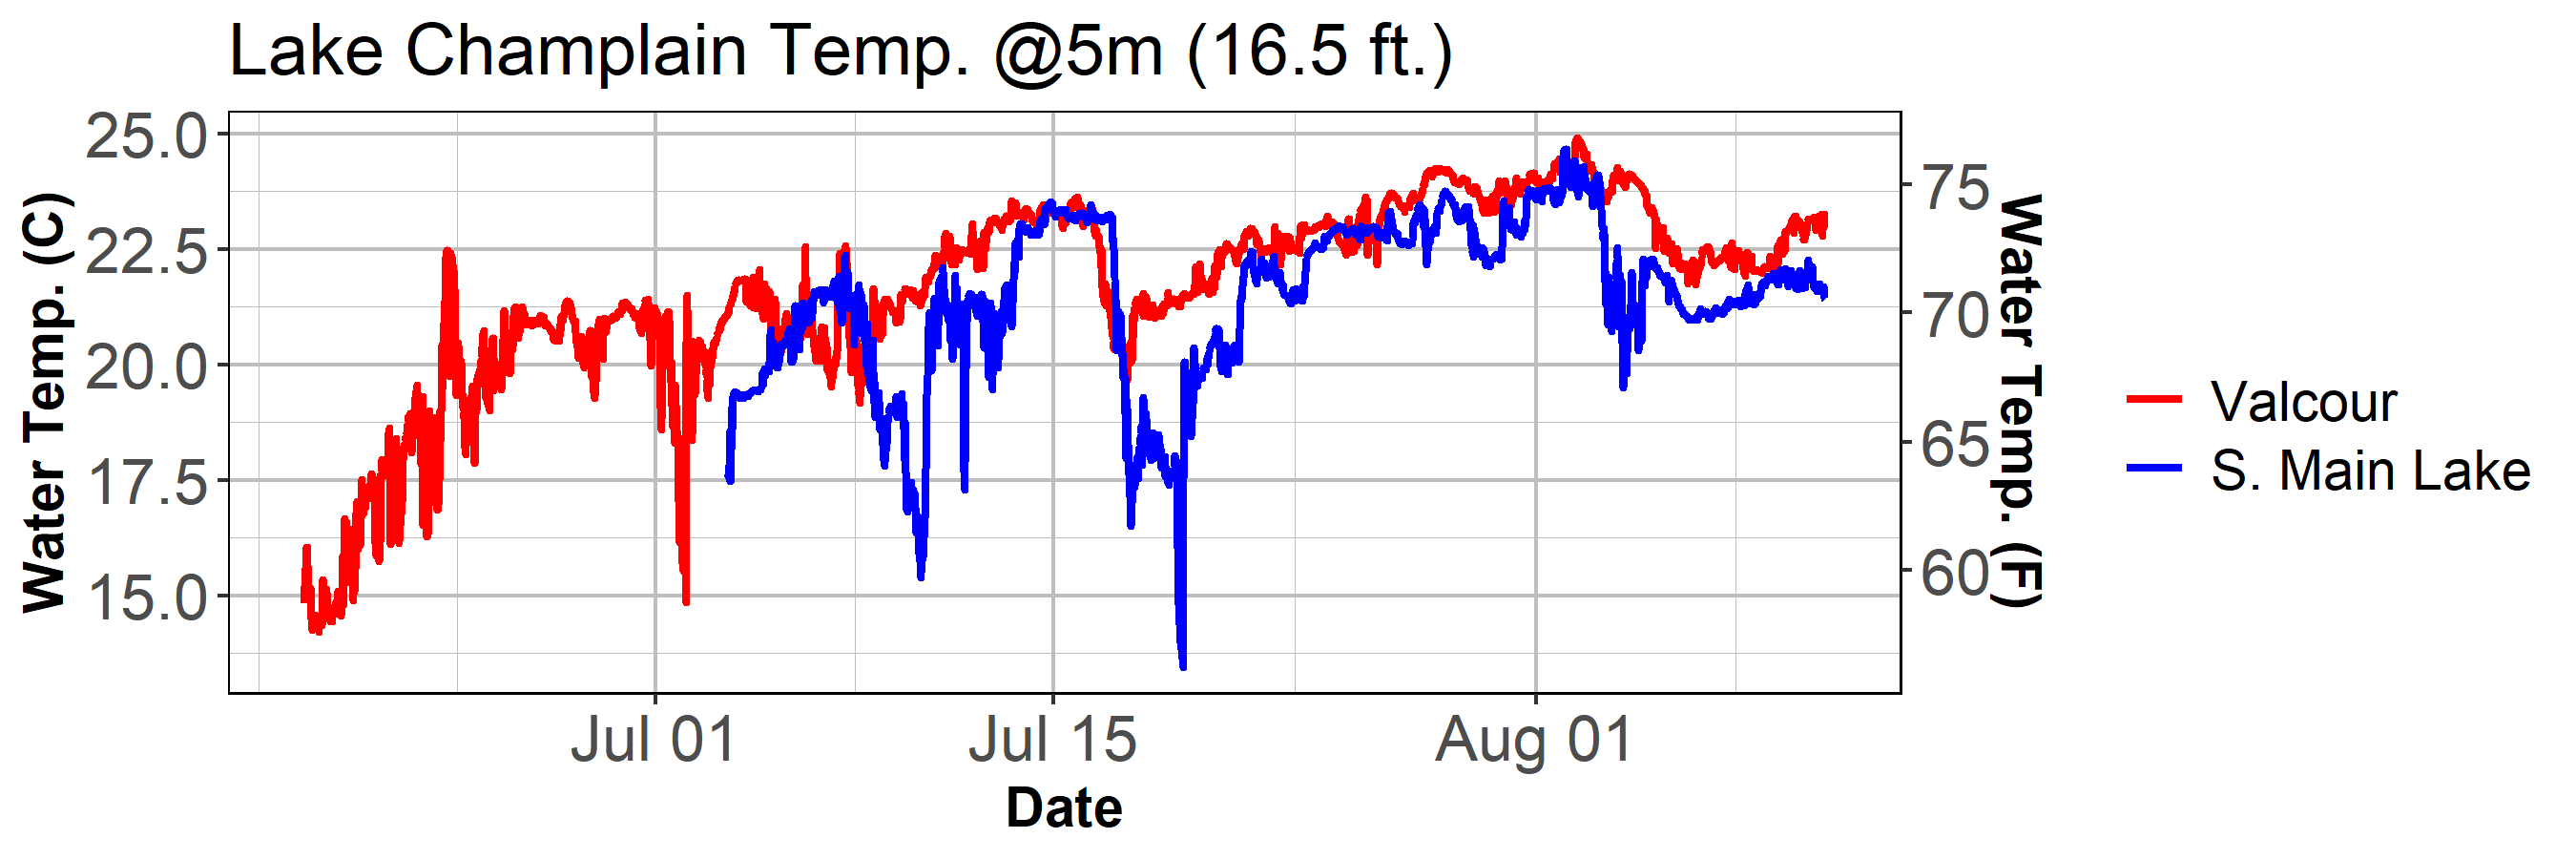 Lake Champlain Temp. @5m (16.5 ft.)
Water Temp. (C)
25.0
22.5
20.0
17.5
15.0
75
70
65
60
Water Temp. (F)
Jul 01 Jul 15 Aug 01
Date
Valcour
S. Main Lake